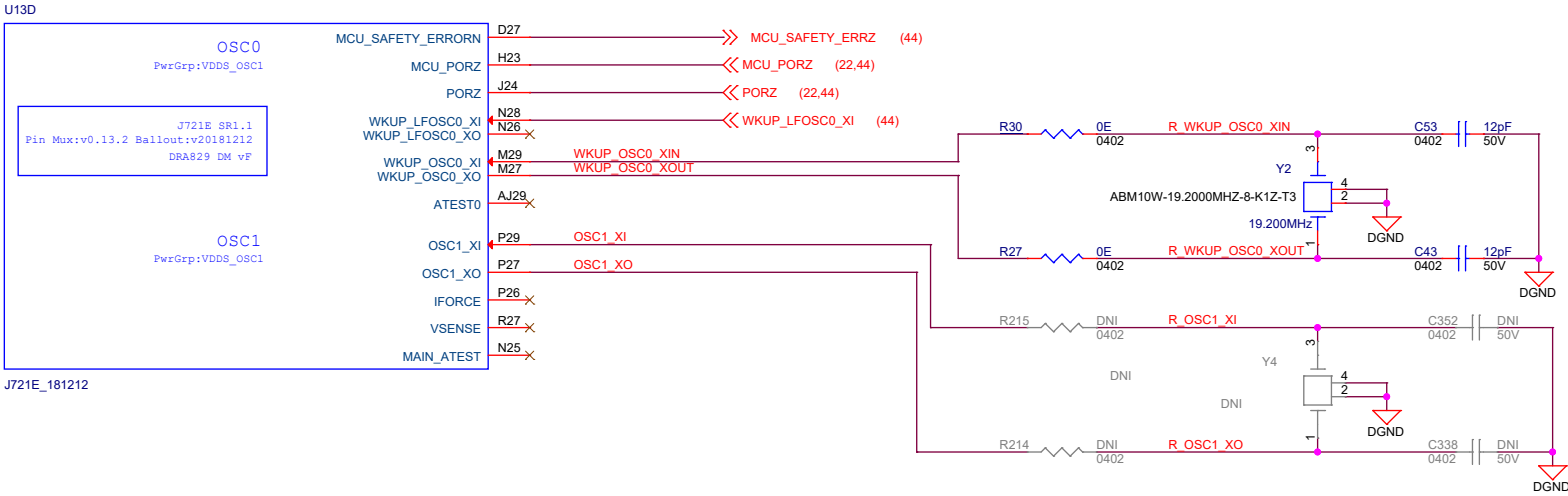 U13D
OSC0
PwrGrp:VDDS_OSC1
J721E SR1.1
Pin Mux:v0.13.2 Ballout:v20181212
DRA829 DM vF
OSC1
PwrGrp:VDDS_OSC1
J721E_181212
MCU_SAFETY_ERRORN D27 MCU_SAFETY_ERRZ (44)
MCU_PORZ H23 MCU_PORZ (22,44)
PORZ J24 PORZ (22,44)
WKUP_LFOSC0_XI N28 WKUP_LFOSC0_XI (44)
WKUP_LFOSC0_XO N26
WKUP_OSC0_XI M29 WKUP_OSC0_XIN
WKUP_OSC0_XO M27 WKUP_OSC0_XOUT
ATEST0 AJ29
OSC1_XI P29 OSC1_XI
OSC1_XO P27 OSC1_XO
IFORCE P26
VSENSE R27
MAIN_ATEST N25
R30 0E R_WKUP_OSC0_XIN C53 12pF
0402 0402 50V
3
Y2
4
ABM10W-19.2000MHZ-8-K1Z-T3 2
19.200MHz
DGND
1
R27 0E R_WKUP_OSC0_XOUT C43 12pF
0402 0402 50V
DGND
R215 DNI R_OSC1_XI C352 DNI
0402 0402 50V
3
Y4
DNI 4
2
DNI
DGND
1
R214 DNI R_OSC1_XO C338 DNI
0402 0402 50V
DGND